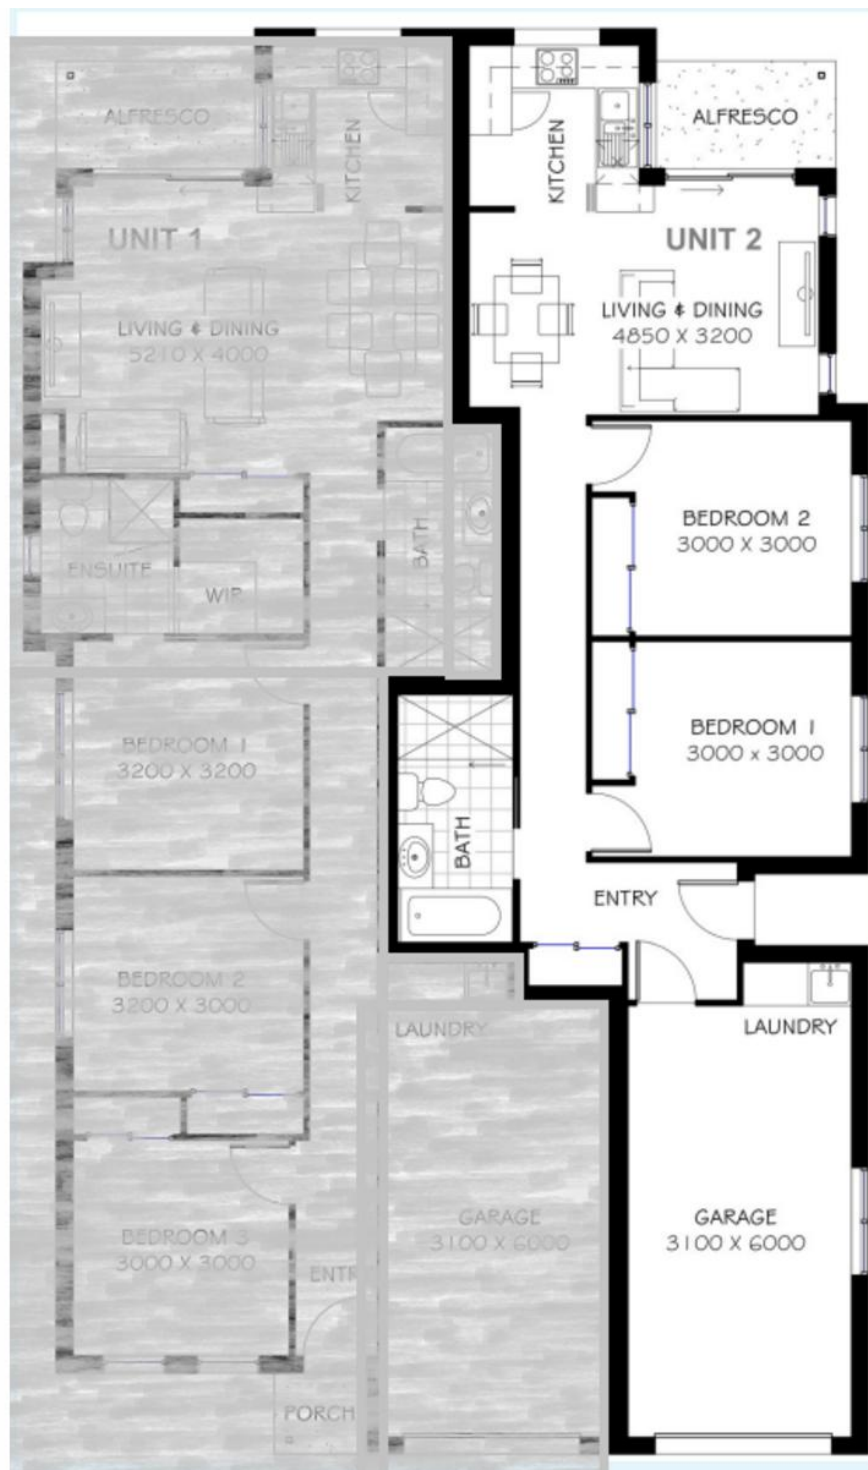 ALFRESCO
KITCHEN
UNIT 1
LIVING & DINING
5210 X 4000
ENSUITE
WIR
BATH
BEDROOM 1
3200 X 3200
BEDROOM 2
3200 X 3000
BEDROOM 3
3000 X 3000
ENTRY
PORCH
LAUNDRY
GARAGE
3100 X 6000
KITCHEN
ALFRESCO
UNIT 2
LIVING & DINING
4850 X 3200
BEDROOM 2
3000 X 3000
BEDROOM 1
3000 x 3000
BATH
ENTRY
LAUNDRY
GARAGE
3100 X 6000